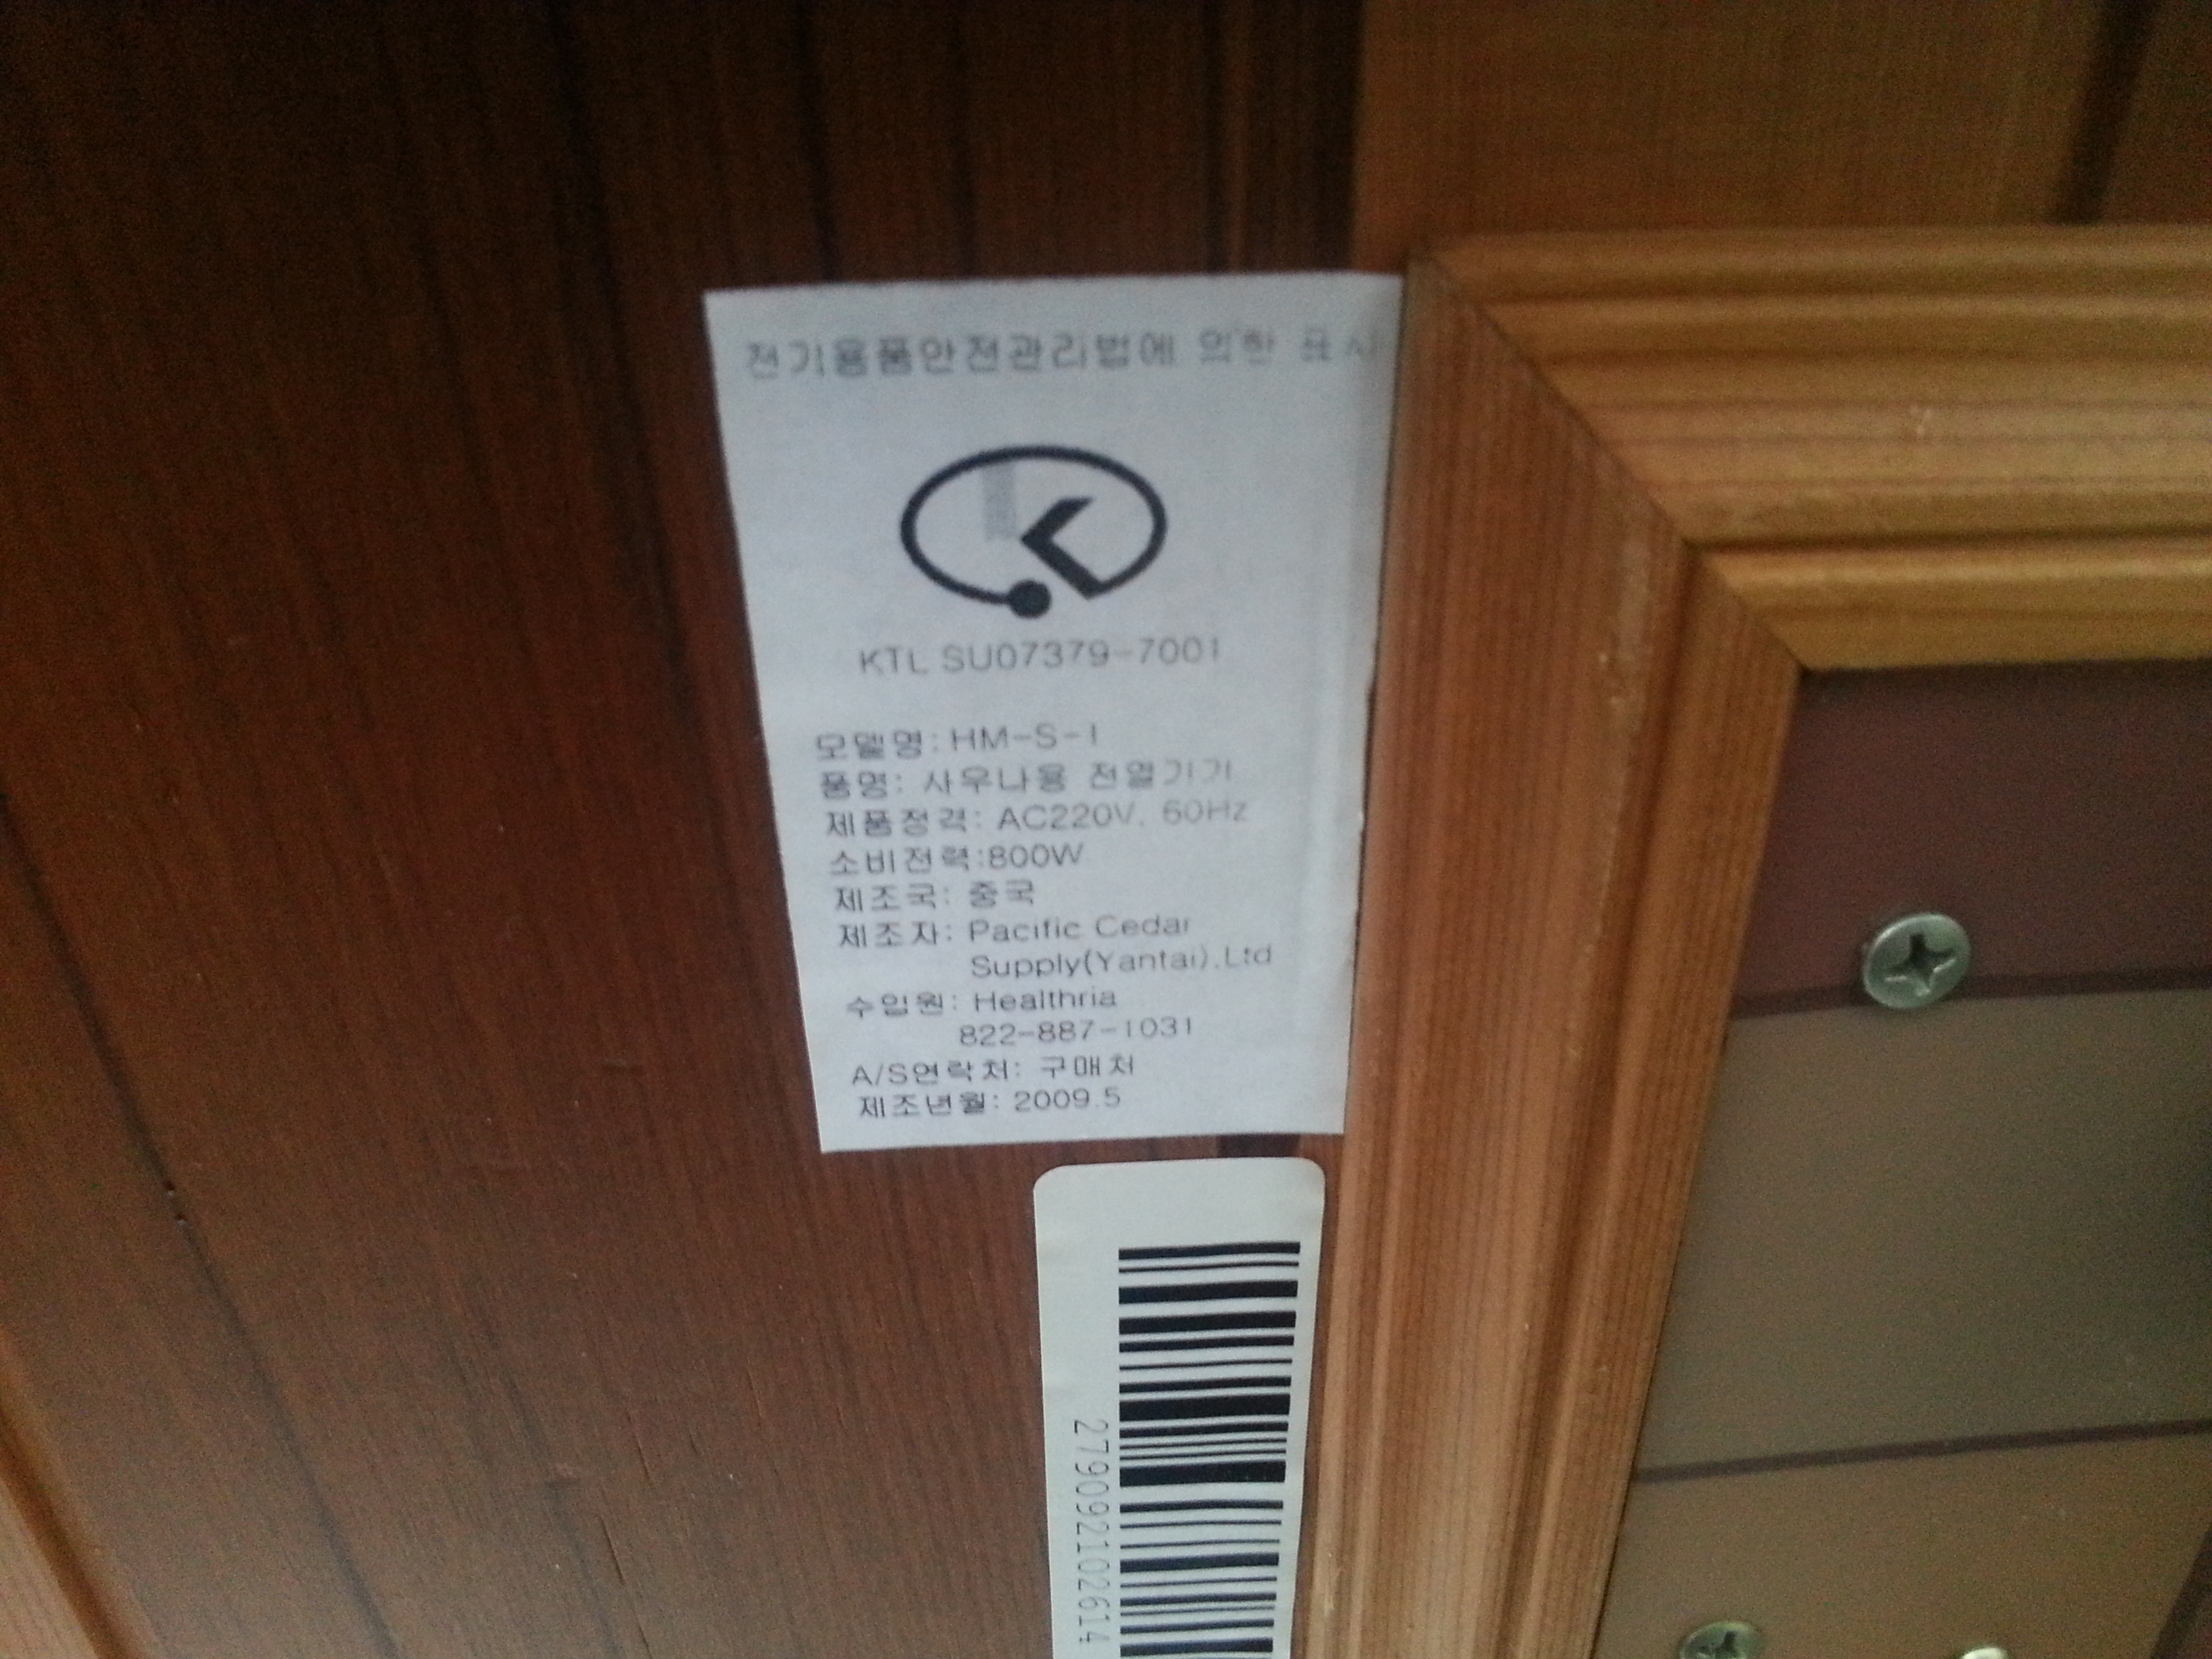 전기용품안전관리법에 의한 표시
KTL SU07379-7001
모델명: HM-S-1
품명: 사우나용 전열기기
제품정격: AC220V. 60Hz
소비전력:800W
제조국: 중국
제조자: Pacific Cedar
Supply(Yantai).Ltd
수입원: Healthria
822-887-1031
A/S연락처: 구매처
제조년월: 2009.5
279092102614